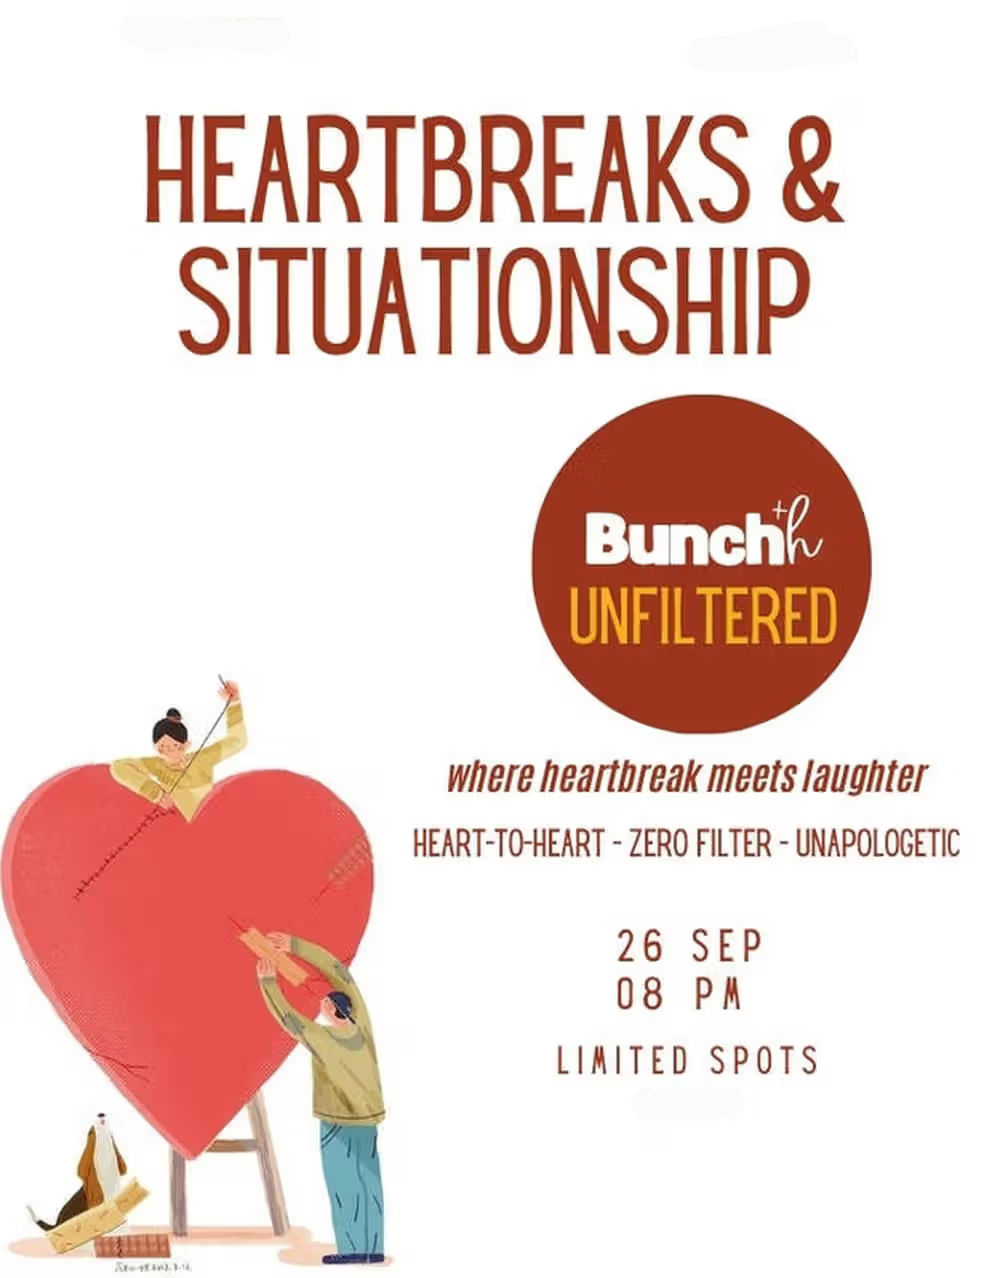 HEARTBREAKS &
SITUATIONSHIP
Bunchh
UNFILTERED
where heartbreak meets laughter
HEART-TO-HEART - ZERO FILTER - UNAPOLOGETIC
26 SEP
08 PM
LIMITED SPOTS